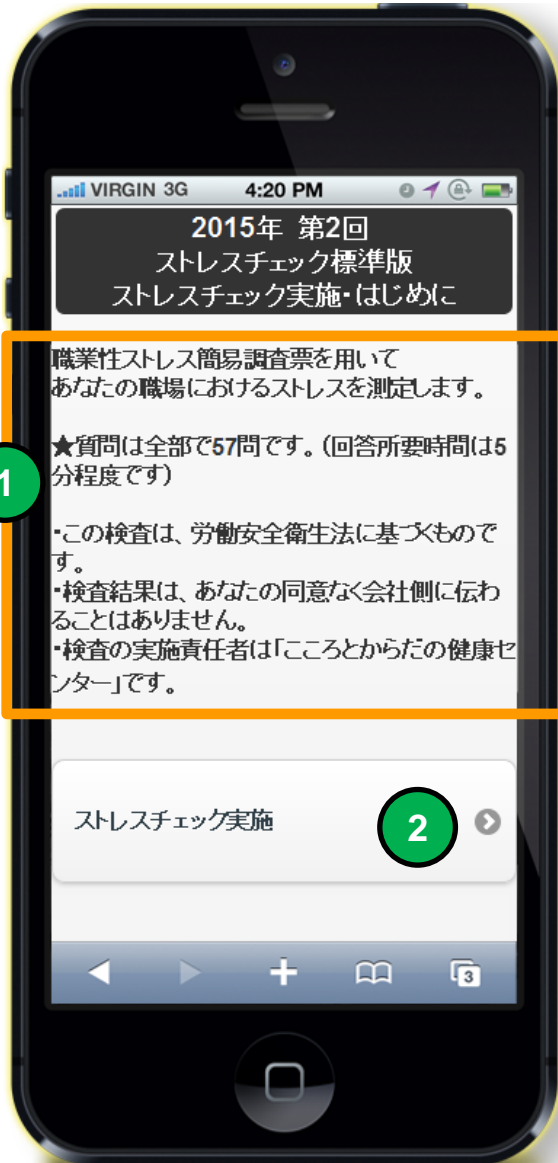 VIRGIN 3G 4:20 PM
2015年 第2回
ストレスチェック標準版
ストレスチェック実施・はじめに
職業性ストレス簡易調査票を用いて
あなたの職場におけるストレスを測定します。
★質問は全部で57問です。(回答所要時間は5
分程度です)
・この検査は、労働安全衛生法に基づくもので
す。
・検査結果は、あなたの同意なく会社側に伝わ
ることはありません。
・検査の実施責任者は「こころとからだの健康セ
ンター」です。
1
ストレスチェック実施
2
3